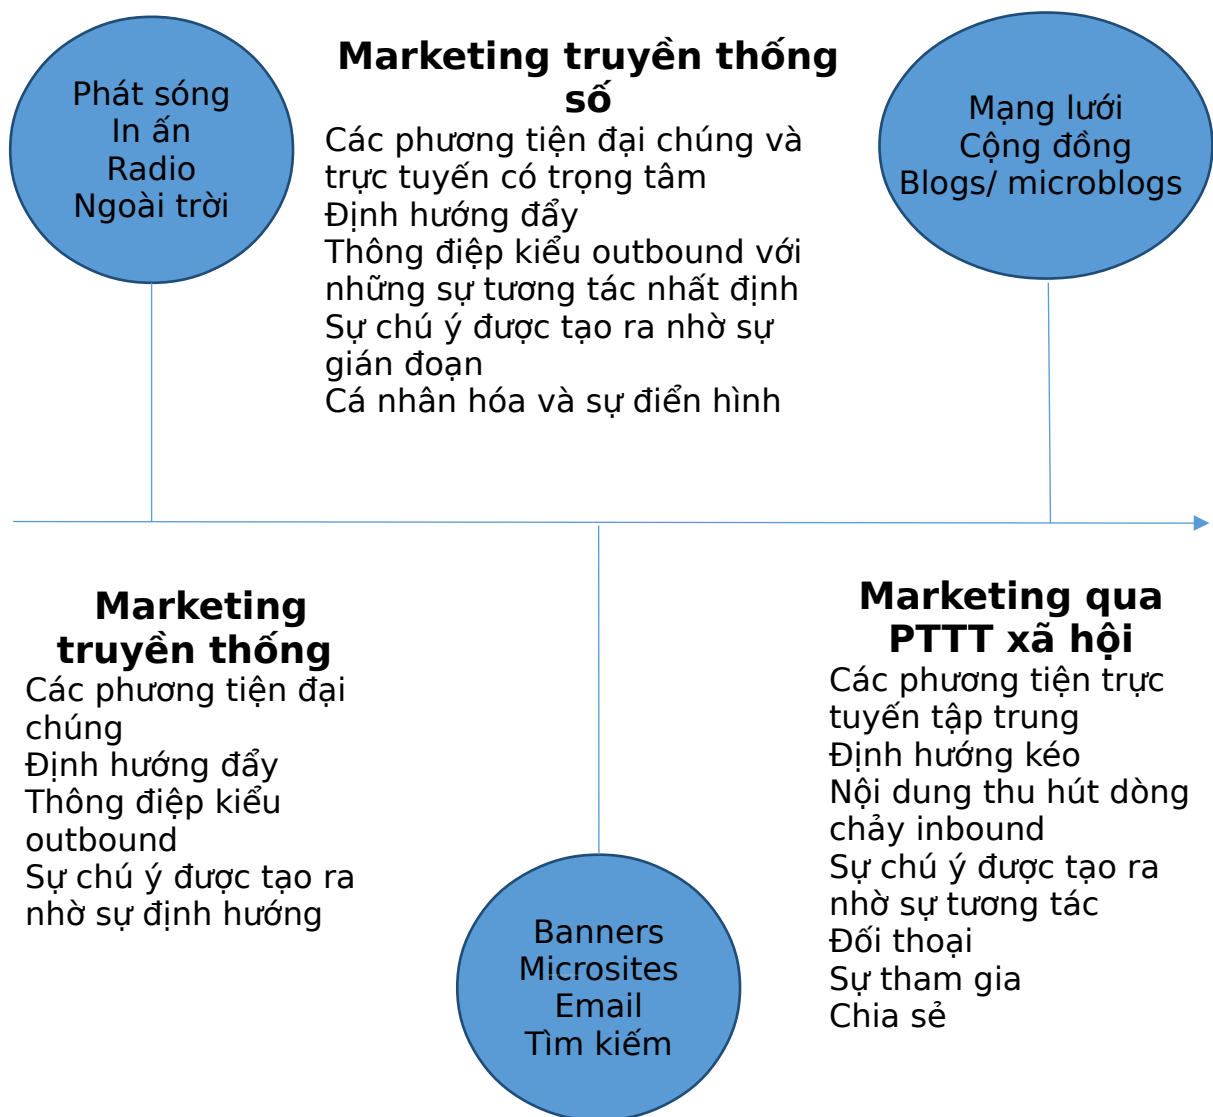 Phát sóng
In ấn
Radio
Ngoài trời
Marketing truyền thống
số
Các phương tiện đại chúng và
trực tuyến có trọng tâm
Định hướng đẩy
Thông điệp kiểu outbound với
những sự tương tác nhất định
Sự chú ý được tạo ra nhờ sự
gián đoạn
Cá nhân hóa và sự điển hình
Mạng lưới
Cộng đồng
Blogs/ microblogs
Marketing
truyền thống
Các phương tiện đại
chúng
Định hướng đẩy
Thông điệp kiểu
outbound
Sự chú ý được tạo ra
nhờ sự định hướng
Banners
Microsites
Email
Tìm kiếm
Marketing qua
PTTT xã hội
Các phương tiện trực
tuyến tập trung
Định hướng kéo
Nội dung thu hút dòng
chảy inbound
Sự chú ý được tạo ra
nhờ sự tương tác
Đối thoại
Sự tham gia
Chia sẻ